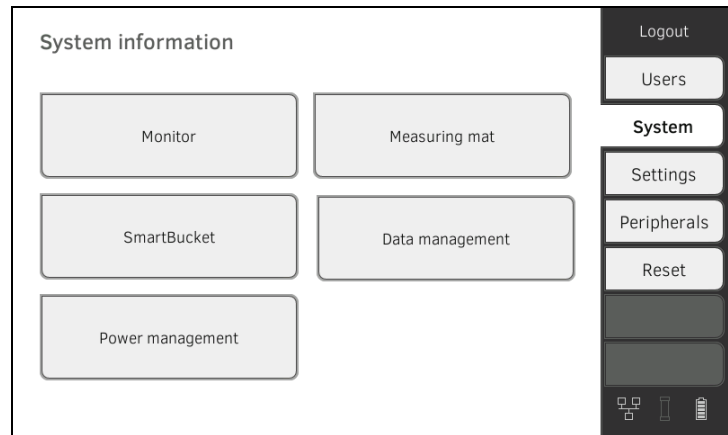 System information
Monitor
Measuring mat
SmartBucket
Data management
Power management
Logout
Users
System
Settings
Peripherals
Reset